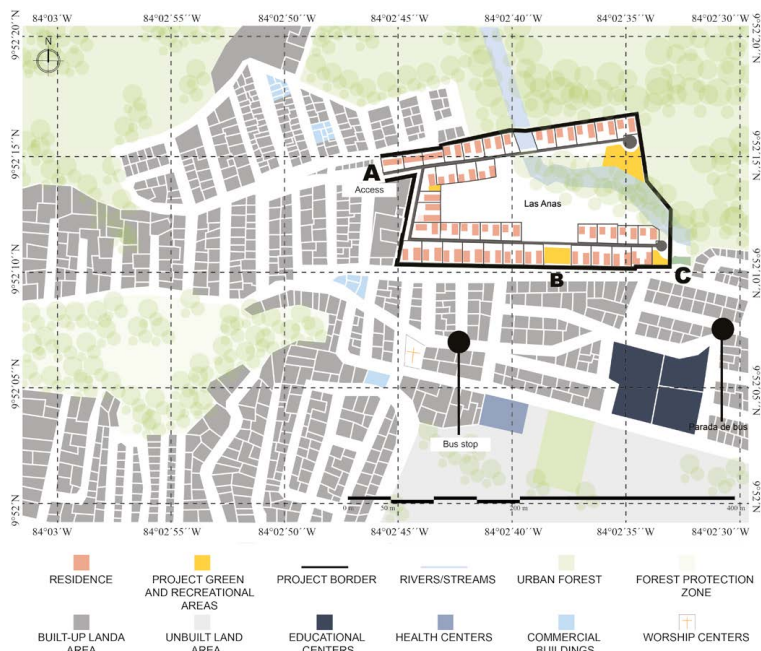 84°02'03''W 84°02'55''W 84°02'50''W 84°02'45''W 84°02'40''W 84°02'35''W 84°02'30''W
9°52'20''N 9°52'20''N
N
9°52'15''N 9°52'15''N
A
Access
Las Anas
9°52'10''N 9°52'10''N
B
C
9°52'05''N 9°52'05''N
Bus stop
Parada de bus
9°52'N 9°52'N
0 m 50 m 200 m 400 m
84°02'03''W 84°02'55''W 84°02'50''W 84°02'45''W 84°02'40''W 84°02'35''W 84°02'30''W
RESIDENCE
PROJECT GREEN
AND RECREATIONAL
AREAS
PROJECT BORDER
RIVERS/STREAMS
URBAN FOREST
FOREST PROTECTION
ZONE
BUILT-UP LANDA
AREA
UNBUILT LAND
AREA
EDUCATIONAL
CENTERS
HEALTH CENTERS
COMMERCIAL
BUILDINGS
WORSHIP CENTERS